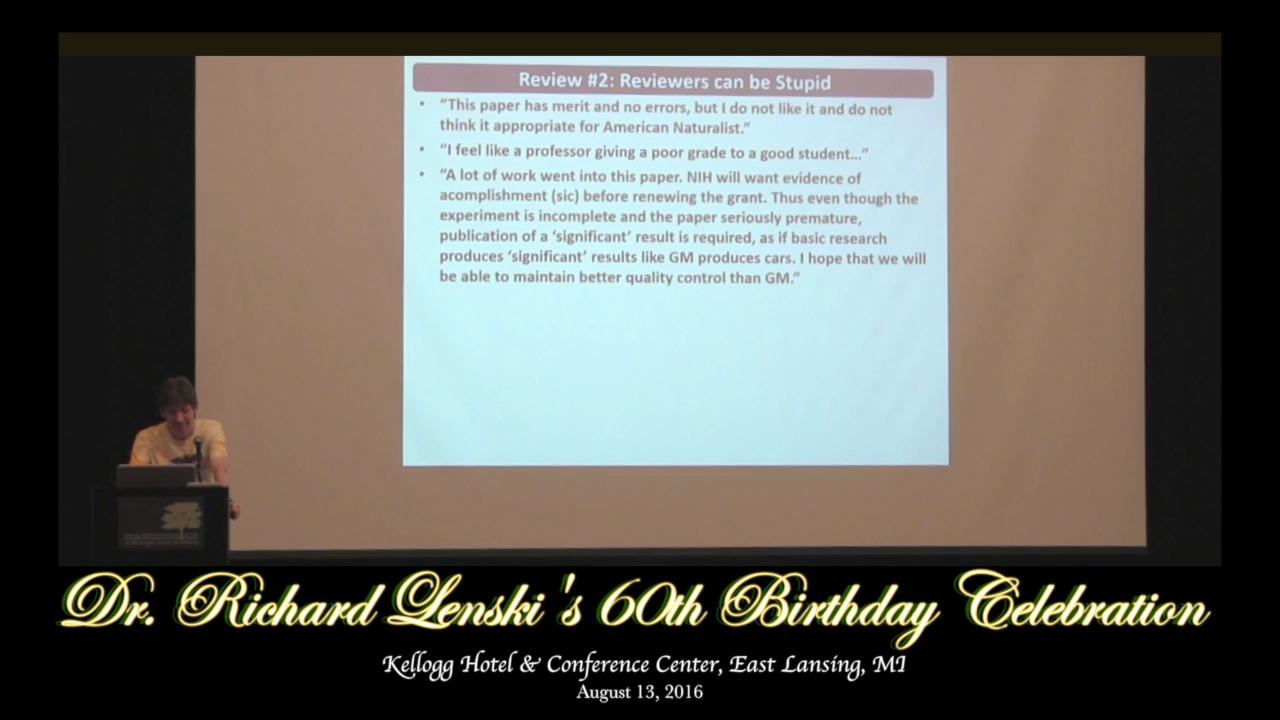 Review #2: Reviewers can be Stupid
• “This paper has merit and no errors, but I do not like it and do not
think it appropriate for American Naturalist.”
• “I feel like a professor giving a poor grade to a good student...”
• “A lot of work went into this paper. NIH will want evidence of
acomplishment (sic) before renewing the grant. Thus even though the
experiment is incomplete and the paper seriously premature,
publication of a ‘significant’ result is required, as if basic research
produces ‘significant’ results like GM produces cars. I hope that we will
be able to maintain better quality control than GM.”
Dr. Richard Lenski's 60th Birthday Celebration
Kellogg Hotel & Conference Center, East Lansing, MI
August 13, 2016